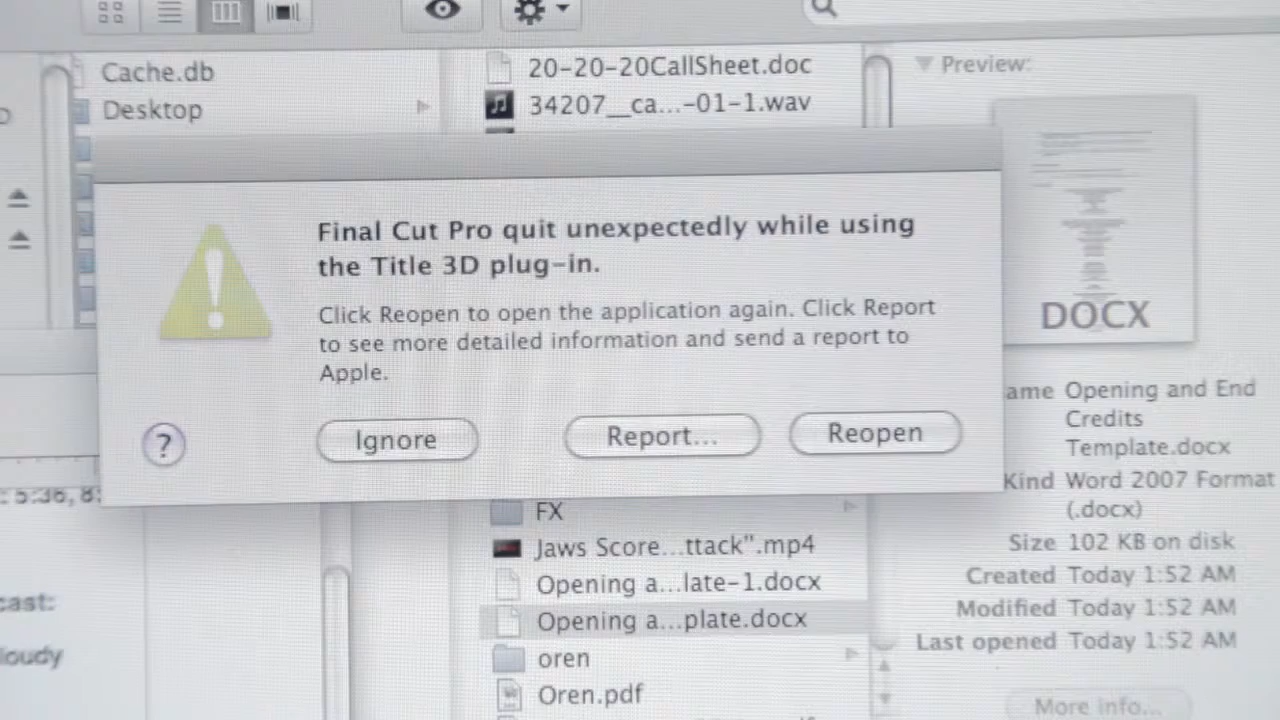 Cache.db
Desktop
20-20-20CallSheet.doc
34207__ca...-01-1.wav
Preview:
DOCX
Final Cut Pro quit unexpectedly while using
the Title 3D plug-in.
Click Reopen to open the application again. Click Report
to see more detailed information and send a report to
Apple.
?
Ignore
Report...
Reopen
ame Opening and End
Credits
Template.docx
Kind Word 2007 Format
(.docx)
Size 102 KB on disk
Created Today 1:52 AM
Modified Today 1:52 AM
Last opened Today 1:52 AM
More info...
FX
Jaws Score...ttack".mp4
Opening a...late-1.docx
Opening a...plate.docx
oren
Oren.pdf
cast:
loudy